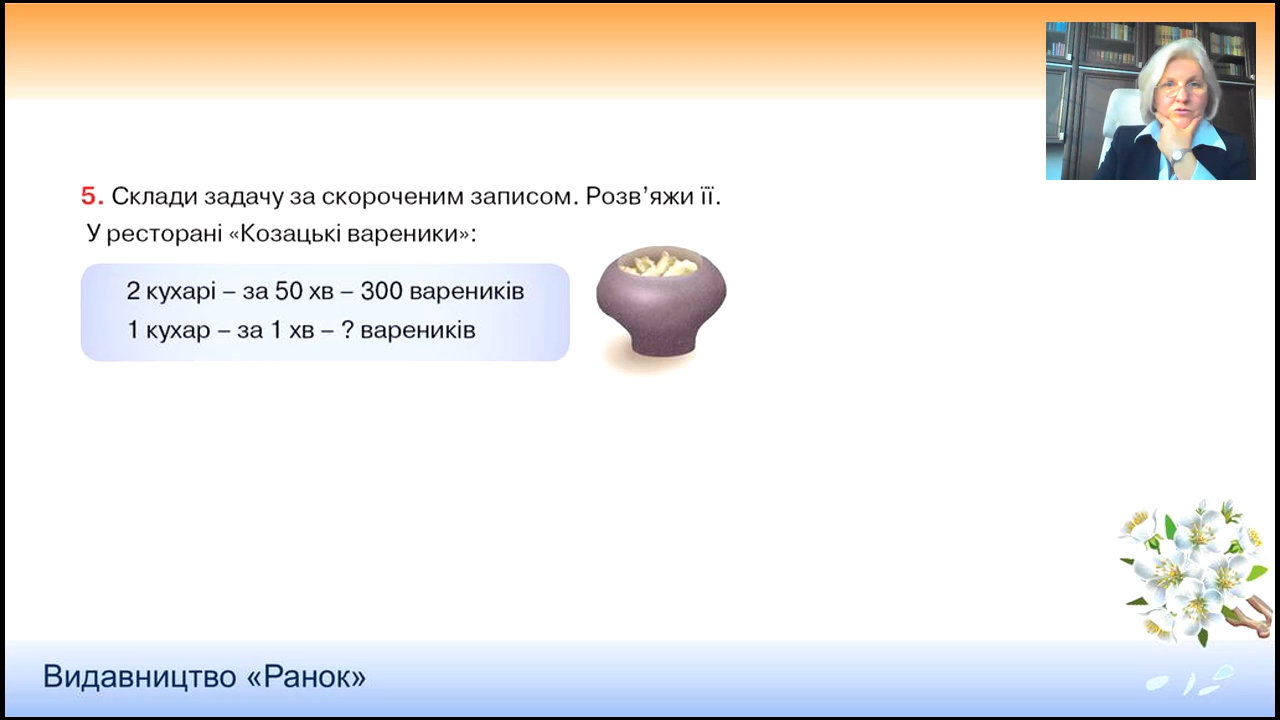 5. Склади задачу за скороченим записом. Розв’яжи її.
У ресторані «Козацькі вареники»:
2 кухарі – за 50 хв – 300 вареників
1 кухар – за 1 хв – ? вареників
Видавництво «Ранок»